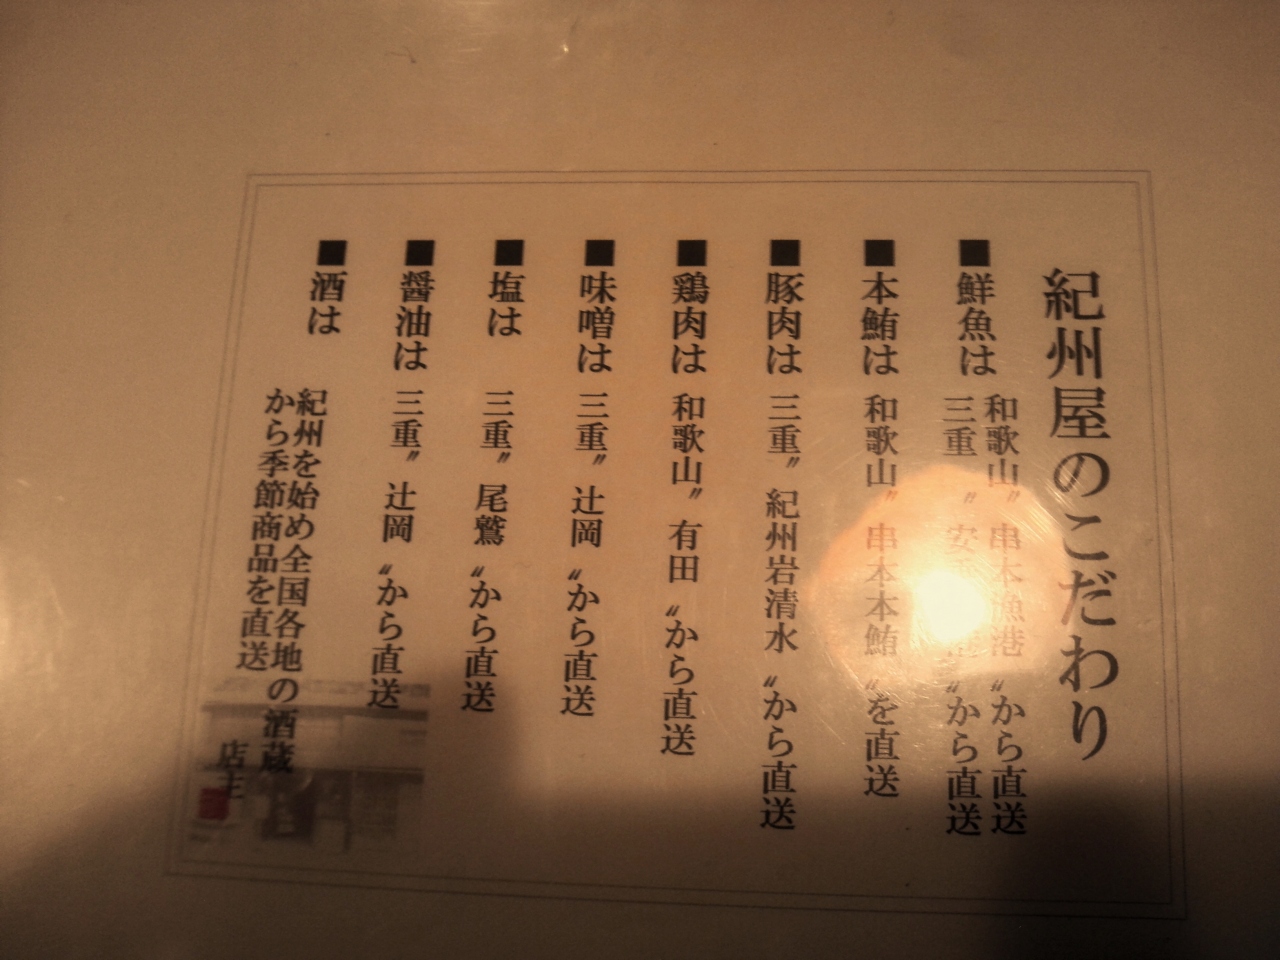 紀州屋のこだわり
■鮮魚は 和歌山〝串本漁港〟から直送
三重〝安乗 〟から直送
■本鮪は 和歌山〝串本本鮪〟を直送
■豚肉は 三重〝紀州岩清水〟から直送
■鶏肉は 和歌山〝有田〟から直送
■味噌は 三重〝辻岡〟から直送
■塩は 三重〝尾鷲〟から直送
■醤油は 三重〝辻岡〟から直送
■酒は 紀州を始め全国各地の酒蔵
から季節商品を直送
店主